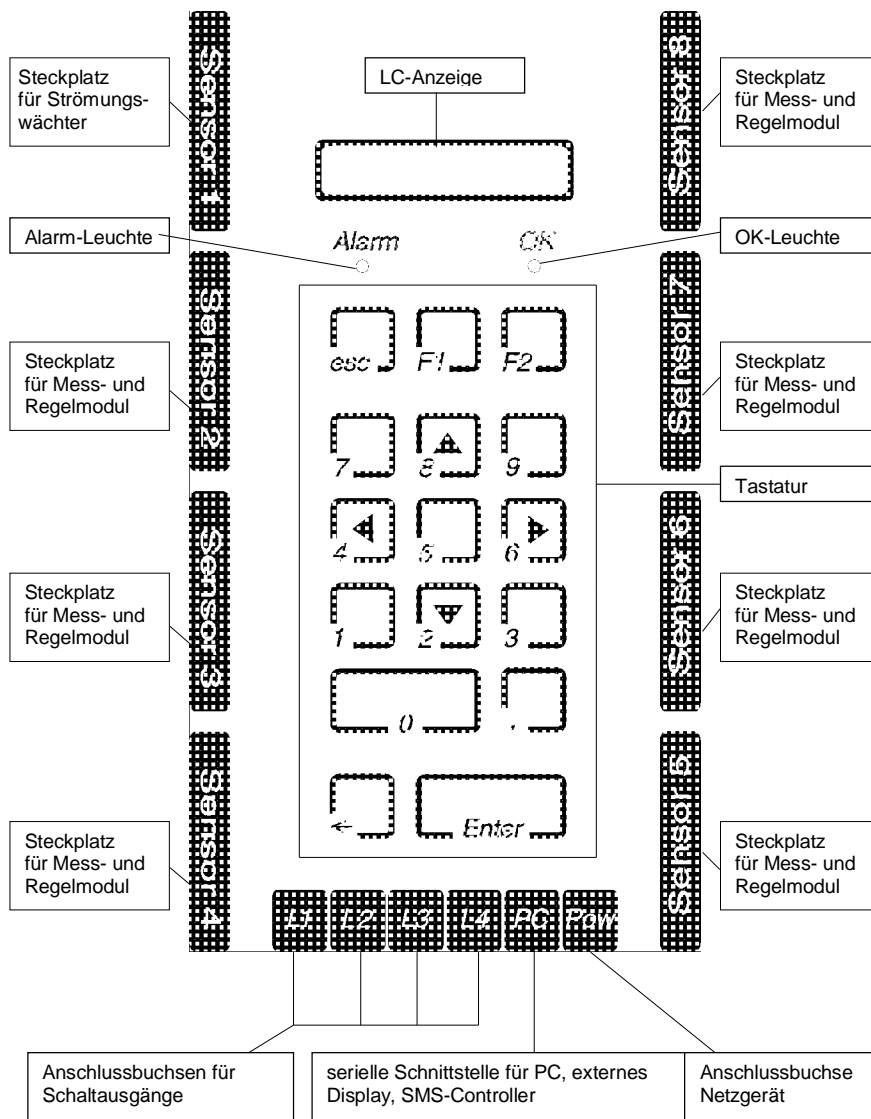 Sensor 1
Sensor 8
Steckplatz
für Strömungs-
wächter
LC-Anzeige
Steckplatz
für Mess- und
Regelmodul
Alarm-Leuchte
Alarm
OK
OK-Leuchte
Sensor 2
Sensor 7
Steckplatz
für Mess- und
Regelmodul
esc
F1
F2
Steckplatz
für Mess- und
Regelmodul
7
8
9
Tastatur
4
5
6
Sensor 3
Sensor 6
Steckplatz
für Mess- und
Regelmodul
1
2
3
Steckplatz
für Mess- und
Regelmodul
0
.
Sensor 4
Sensor 5
Steckplatz
für Mess- und
Regelmodul
←
Enter
Steckplatz
für Mess- und
Regelmodul
L1 L2 L3 L4 PC Pow
Anschlussbuchsen für
Schaltausgänge
serielle Schnittstelle für PC, externes
Display, SMS-Controller
Anschlussbuchse
Netzgerät